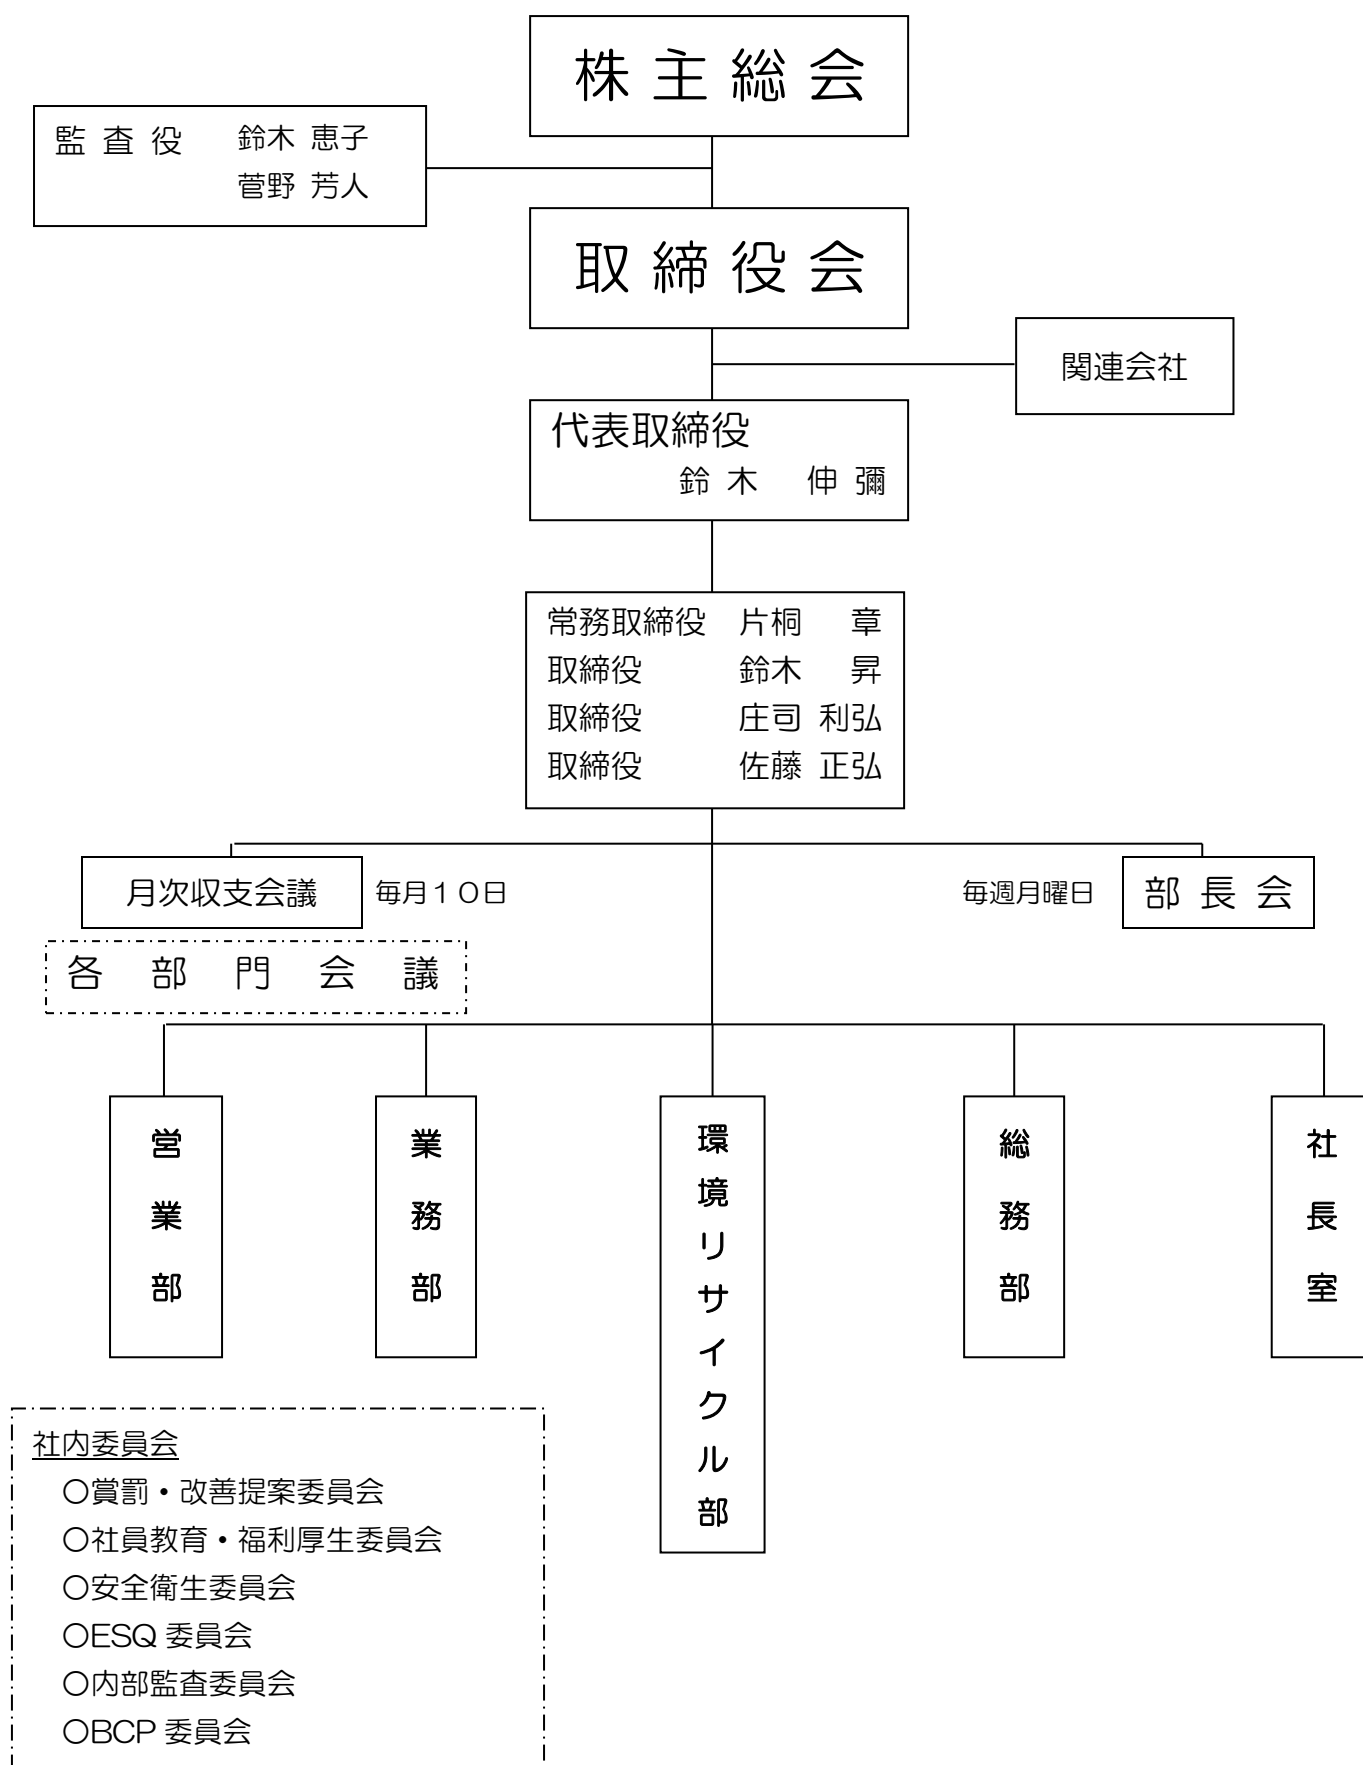 株主総会
監査役 鈴木 恵子
菅野 芳人
取締役会
関連会社
代表取締役
鈴木 伸彌
常務取締役 片桐 章
取締役 鈴木 昇
取締役 庄司 利弘
取締役 佐藤 正弘
月次収支会議 毎月１０日 毎週月曜日 部長会
各部門会議
営業部
業務部
環境リサイクル部
総務部
社長室
社内委員会
○賞罰・改善提案委員会
○社員教育・福利厚生委員会
○安全衛生委員会
○ESQ 委員会
○内部監査委員会
○BCP 委員会